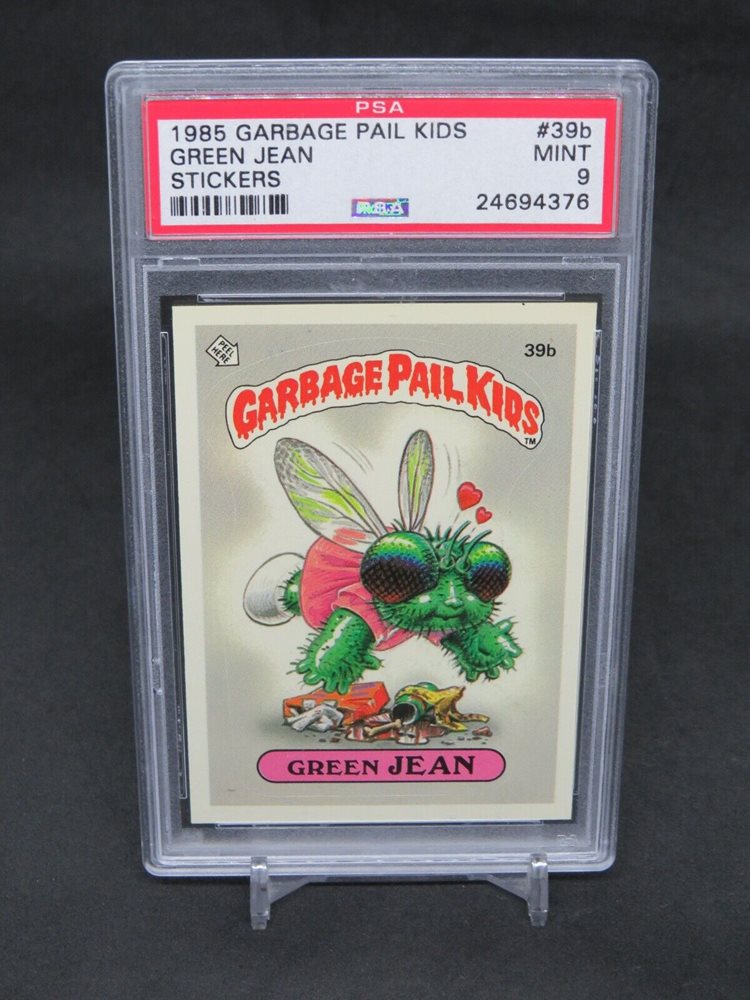 PSA
1985 GARBAGE PAIL KIDS #39b
GREEN JEAN MINT
STICKERS 9
24694376
PEEL HERE
39b
GARBAGE PAIL KIDS
TM
GREEN JEAN